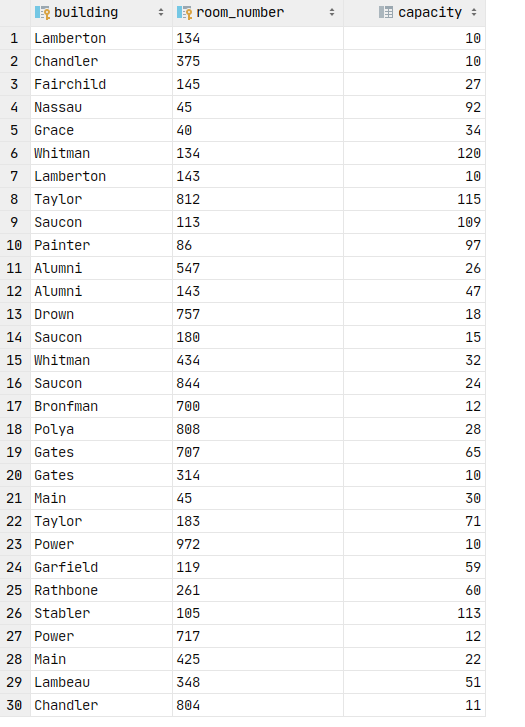 building room_number capacity
1 Lamberton 134 10
2 Chandler 375 10
3 Fairchild 145 27
4 Nassau 45 92
5 Grace 40 34
6 Whitman 134 120
7 Lamberton 143 10
8 Taylor 812 115
9 Saucon 113 109
10 Painter 86 97
11 Alumni 547 26
12 Alumni 143 47
13 Drown 757 18
14 Saucon 180 15
15 Whitman 434 32
16 Saucon 844 24
17 Bronfman 700 12
18 Polya 808 28
19 Gates 707 65
20 Gates 314 10
21 Main 45 30
22 Taylor 183 71
23 Power 972 10
24 Garfield 119 59
25 Rathbone 261 60
26 Stabler 105 113
27 Power 717 12
28 Main 425 22
29 Lambeau 348 51
30 Chandler 804 11